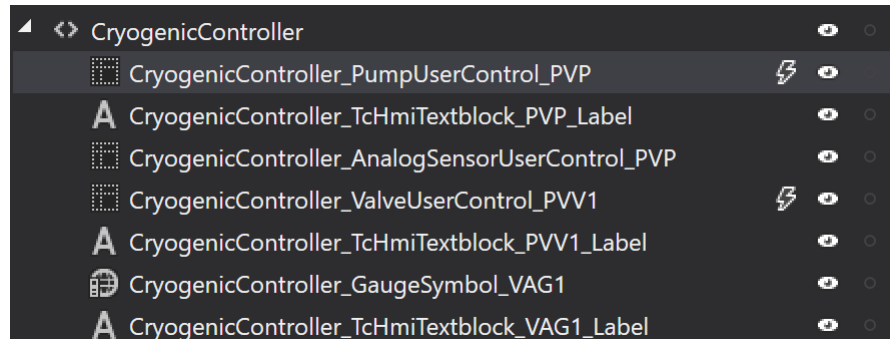 CryogenicController
CryogenicController_PumpUserControl_PVP
CryogenicController_TcHmiTextblock_PVP_Label
CryogenicController_AnalogSensorUserControl_PVP
CryogenicController_ValveUserControl_PVV1
CryogenicController_TcHmiTextblock_PVV1_Label
CryogenicController_GaugeSymbol_VAG1
CryogenicController_TcHmiTextblock_VAG1_Label